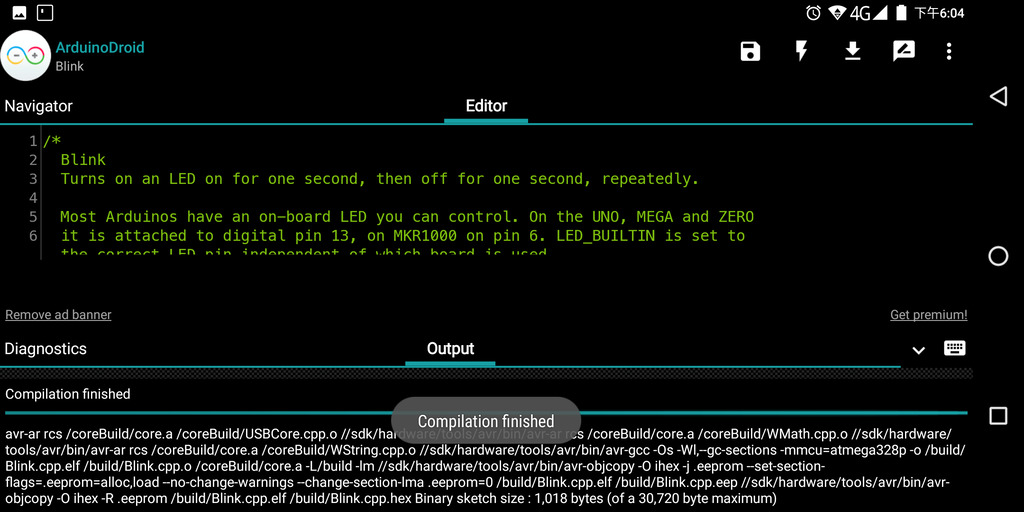 4G 下午6:04
ArduinoDroid
Blink
Navigator
Editor
1 /*
2 Blink
3 Turns on an LED on for one second, then off for one second, repeatedly.
4
5 Most Arduinos have an on-board LED you can control. On the UNO, MEGA and ZERO
6 it is attached to digital pin 13, on MKR1000 on pin 6. LED_BUILTIN is set to
the correct LED pin independent of which board is used
Remove ad banner
Get premium!
Diagnostics
Output
Compilation finished
Compilation finished
avr-ar rcs /coreBuild/core.a /coreBuild/USBCore.cpp.o //sdk/hardware/tools/avr/bin/avr-ar rcs /coreBuild/core.a /coreBuild/WMath.cpp.o //sdk/hardware/
tools/avr/bin/avr-ar rcs /coreBuild/core.a /coreBuild/WString.cpp.o //sdk/hardware/tools/avr/bin/avr-gcc -Os -Wl,--gc-sections -mmcu=atmega328p -o /build/
Blink.cpp.elf /build/Blink.cpp.o /coreBuild/core.a -L/build -lm //sdk/hardware/tools/avr/bin/avr-objcopy -O ihex -j .eeprom --set-section-
flags=.eeprom=alloc,load --no-change-warnings --change-section-lma .eeprom=0 /build/Blink.cpp.elf /build/Blink.cpp.eep //sdk/hardware/tools/avr/bin/avr-
objcopy -O ihex -R .eeprom /build/Blink.cpp.elf /build/Blink.cpp.hex Binary sketch size : 1,018 bytes (of a 30,720 byte maximum)